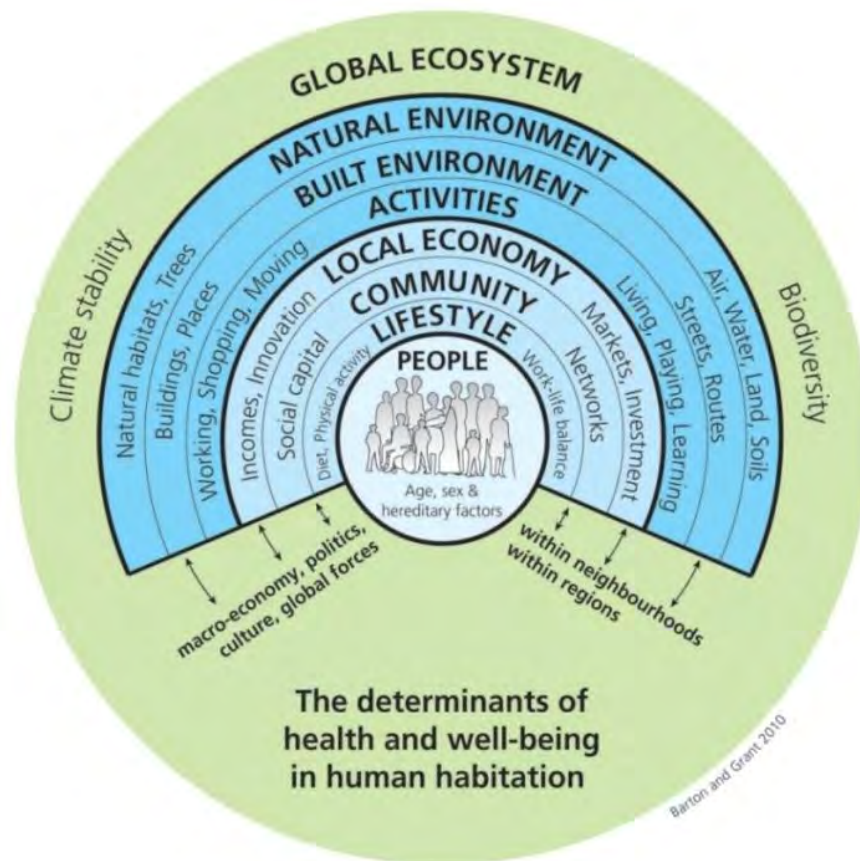 GLOBAL ECOSYSTEM
NATURAL ENVIRONMENT
BUILT ENVIRONMENT
ACTIVITIES
LOCAL ECONOMY
COMMUNITY
LIFESTYLE
PEOPLE
Age, sex &
hereditary factors
Climate stability
Natural habitats, Trees
Buildings, Places
Working, Shopping, Moving
Incomes, Innovation
Social capital
Diet, Physical activity
Work-life balance
Networks
Markets, Investment
Living, Playing, Learning
Streets, Routes
Air, Water, Land, Soils
Biodiversity
macro-economy, politics,
culture, global forces
within neighbourhoods
within regions
The determinants of
health and well-being
in human habitation
Barton and Grant 2010